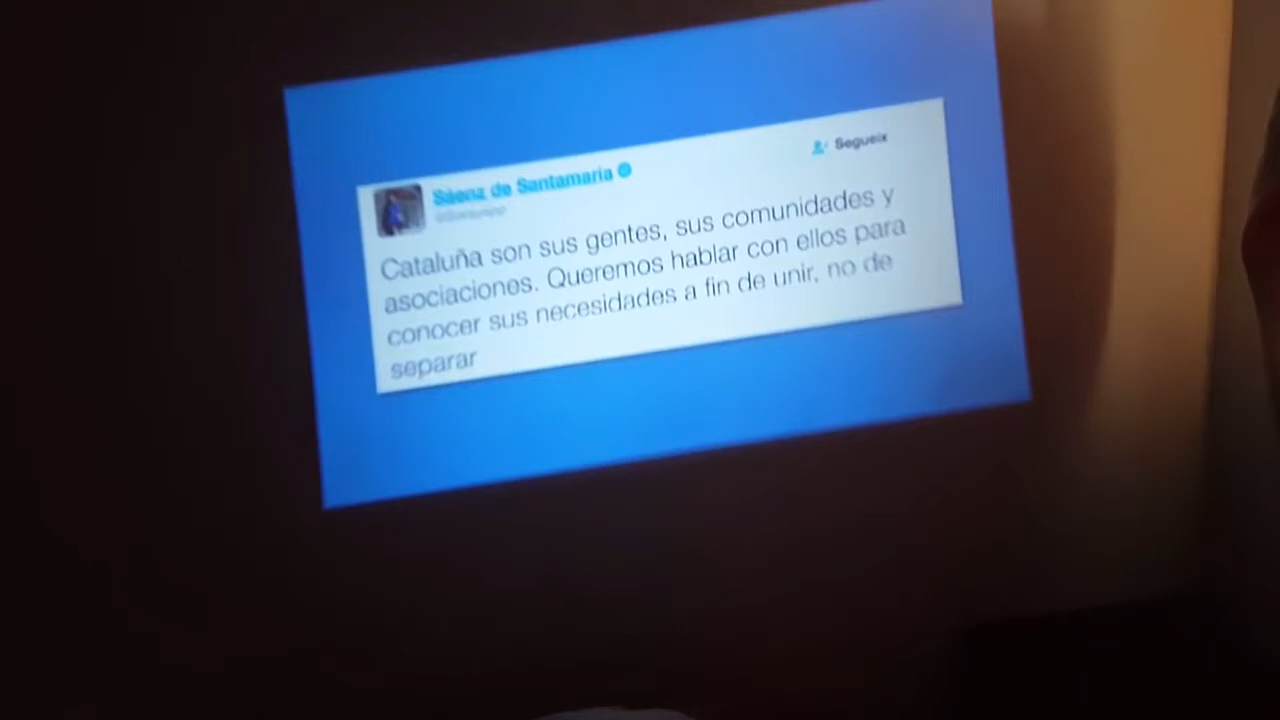 Sáenz de Santamaria
Segueix
Cataluña son sus gentes, sus comunidades y
asociaciones. Queremos hablar con ellos para
conocer sus necesidades a fin de unir, no de
separar